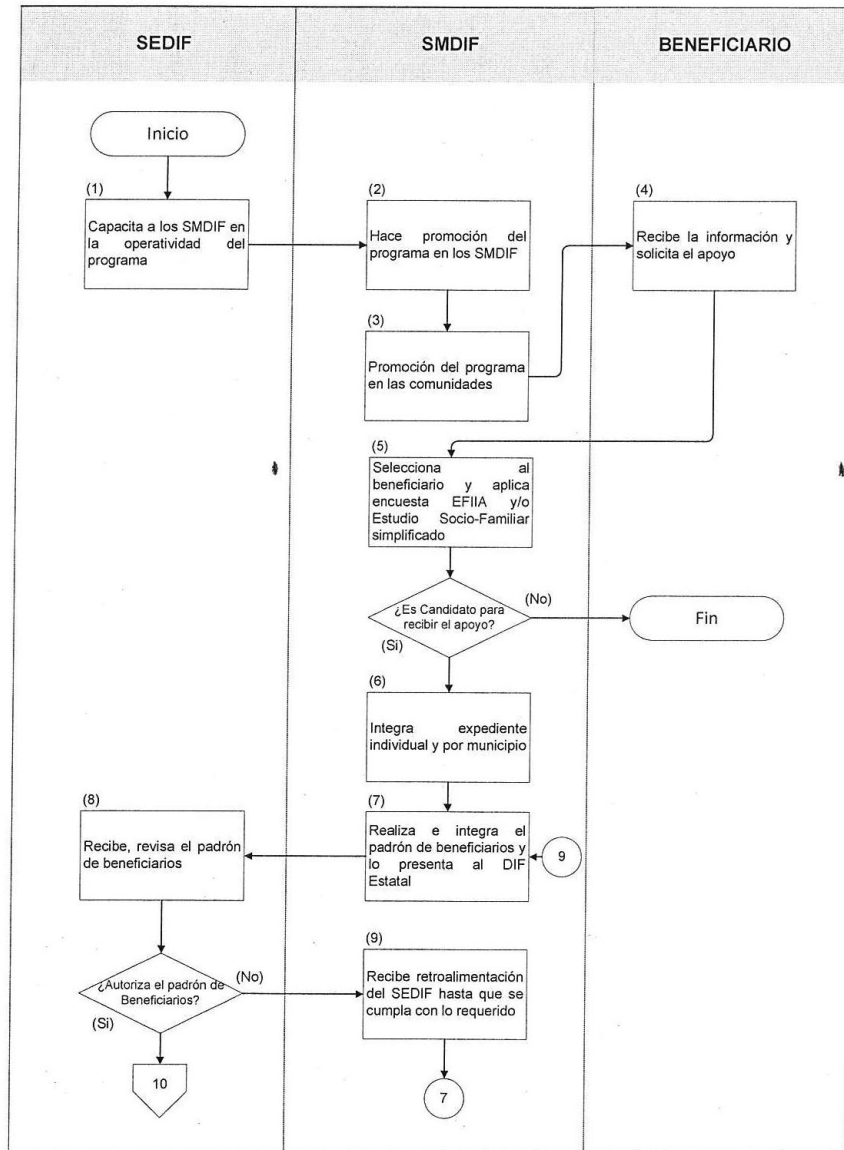 SEDIF
SMDIF
BENEFICIARIO
Inicio
(1)
Capacita a los SMDIF en
la operatividad del
programa
(2)
Hace promoción del
programa en los SMDIF
(3)
Promoción del programa
en las comunidades
(4)
Recibe la información y
solicita el apoyo
(5)
Selecciona al
beneficiario y aplica
encuesta EFIIA y/o
Estudio Socio-Familiar
simplificado
¿Es Candidato para
recibir el apoyo?
(No)
(Si)
Fin
(6)
Integra expediente
individual y por municipio
(7)
Realiza e integra el
padrón de beneficiarios y
lo presenta al DIF
Estatal
9
(8)
Recibe, revisa el padrón
de beneficiarios
¿Autoriza el padrón de
Beneficiarios?
(No)
(Si)
10
(9)
Recibe retroalimentación
del SEDIF hasta que se
cumpla con lo requerido
7